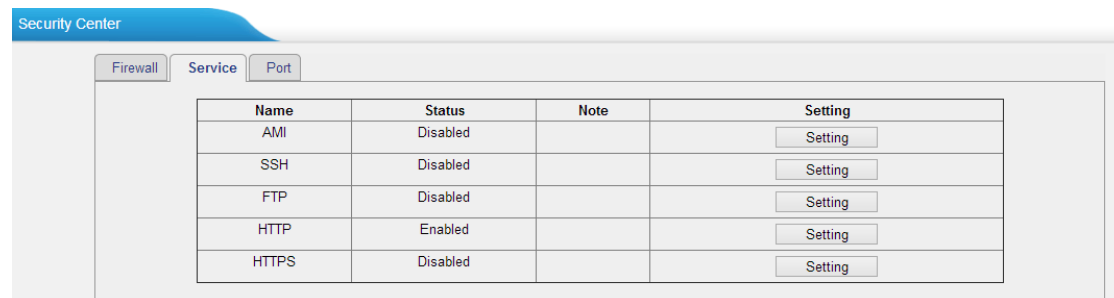 Security Center
Firewall Service Port
Name Status Note Setting
AMI Disabled Setting
SSH Disabled Setting
FTP Disabled Setting
HTTP Enabled Setting
HTTPS Disabled Setting